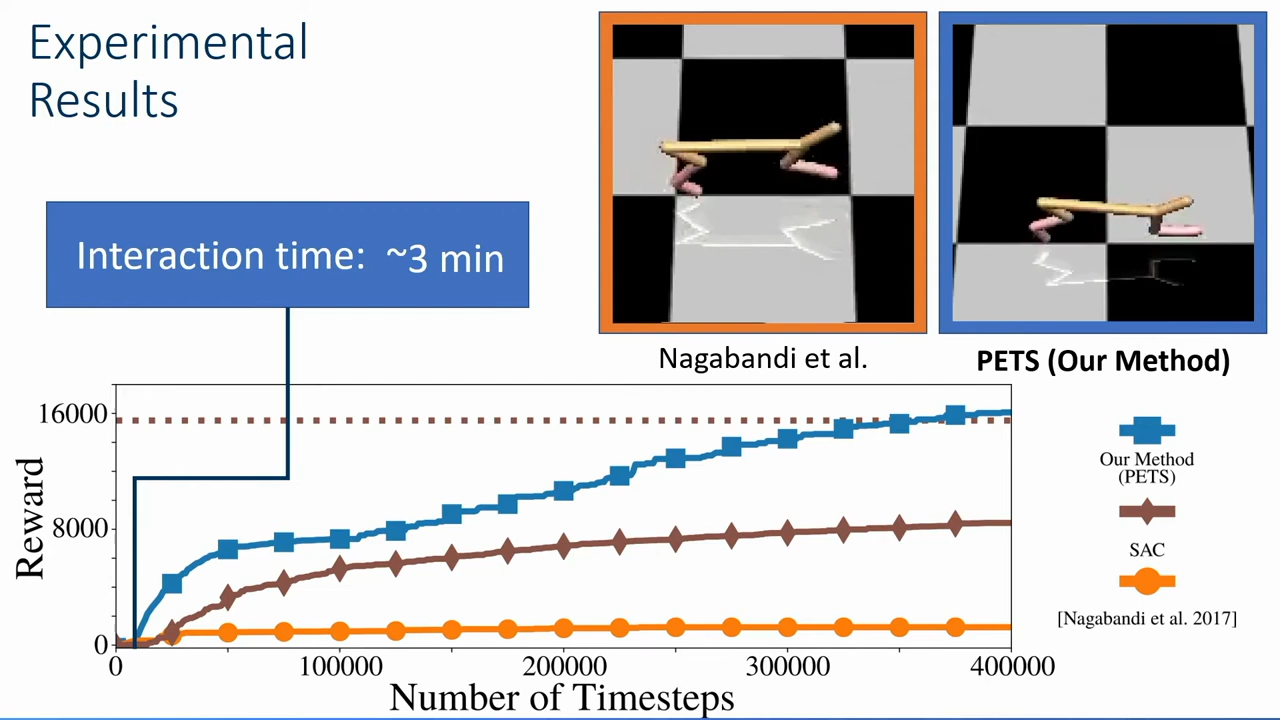 Experimental
Results
Interaction time: ~3 min
Nagabandi et al.
PETS (Our Method)
16000
8000
0
Reward
0
100000
200000
300000
400000
Number of Timesteps
Our Method
(PETS)
SAC
[Nagabandi et al. 2017]